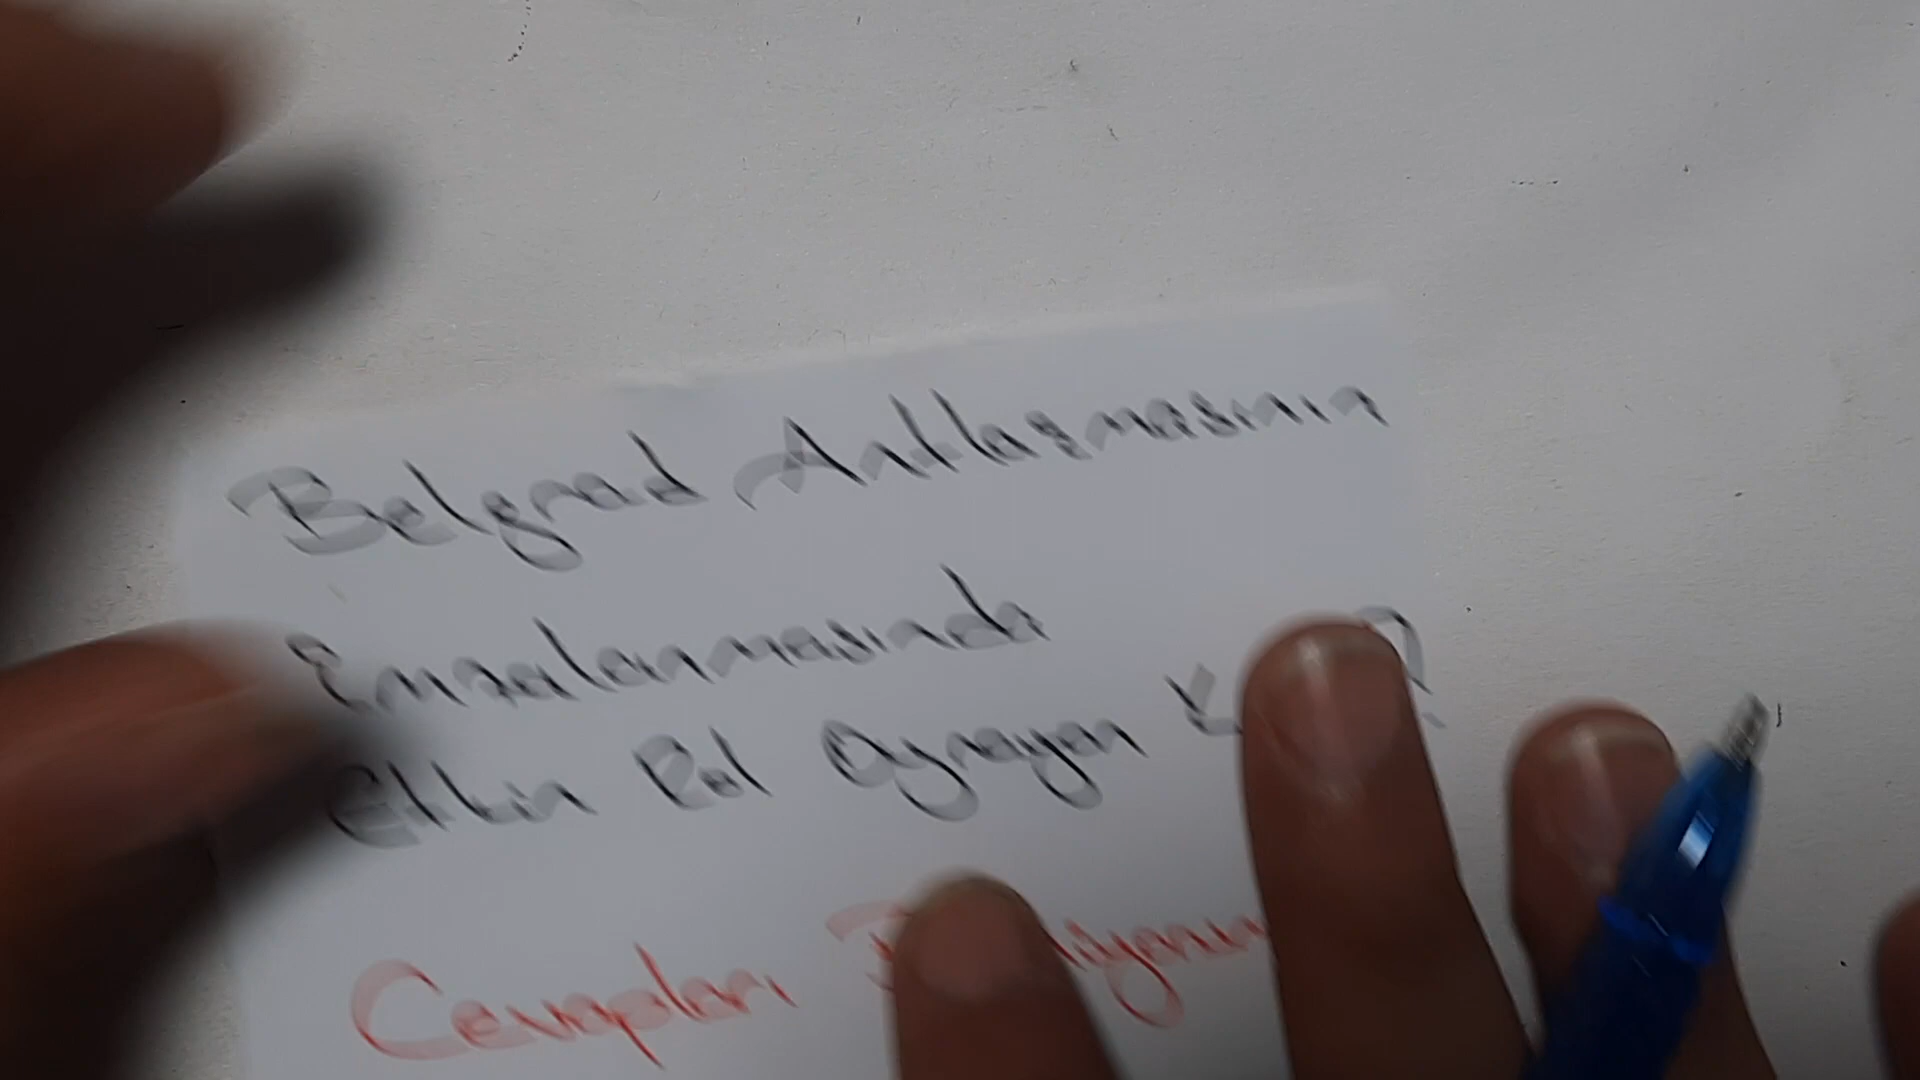 Belgrad Antlaşmasının
İmzalanmasında
Etkin Rol Oynayan
Cevapları